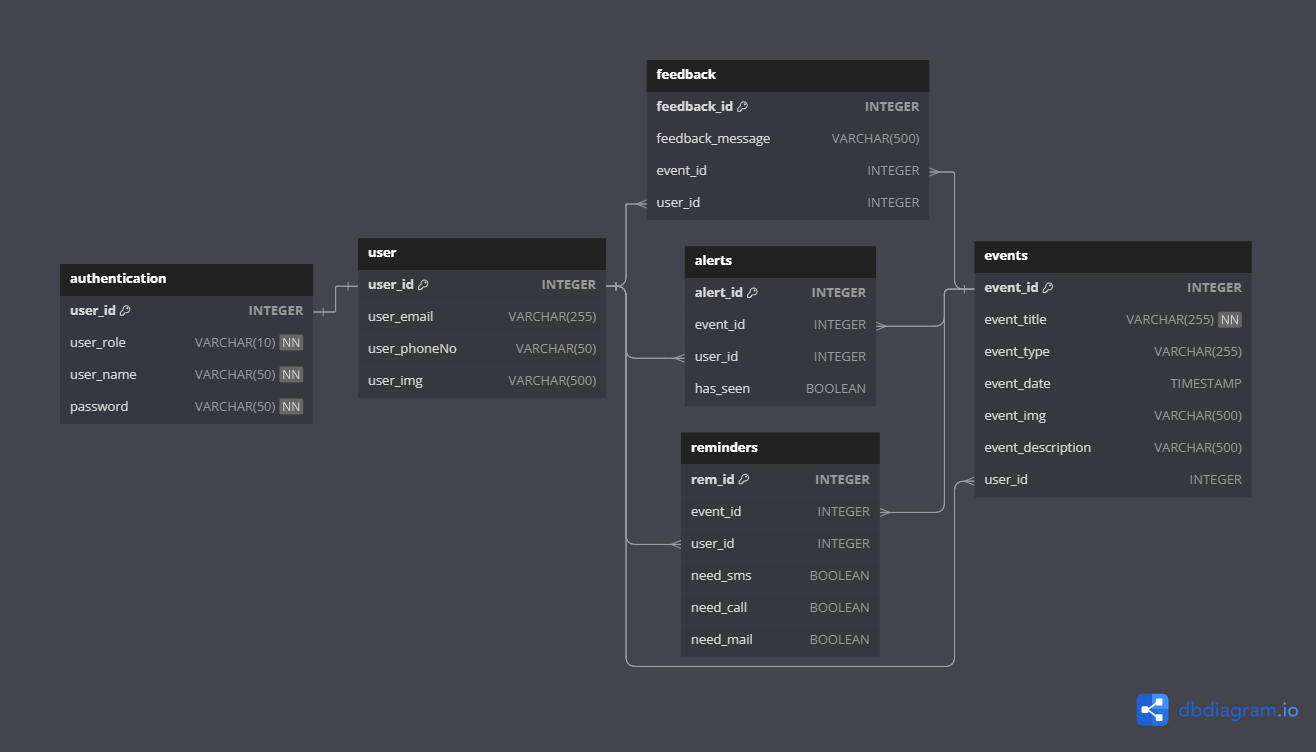 authentication
user_id INTEGER
user_role VARCHAR(10) NN
user_name VARCHAR(50) NN
password VARCHAR(50) NN
user
user_id INTEGER
user_email VARCHAR(255)
user_phoneNo VARCHAR(50)
user_img VARCHAR(500)
feedback
feedback_id INTEGER
feedback_message VARCHAR(500)
event_id INTEGER
user_id INTEGER
alerts
alert_id INTEGER
event_id INTEGER
user_id INTEGER
has_seen BOOLEAN
reminders
rem_id INTEGER
event_id INTEGER
user_id INTEGER
need_sms BOOLEAN
need_call BOOLEAN
need_mail BOOLEAN
events
event_id INTEGER
event_title VARCHAR(255) NN
event_type VARCHAR(255)
event_date TIMESTAMP
event_img VARCHAR(500)
event_description VARCHAR(500)
user_id INTEGER
dbdiagram.io